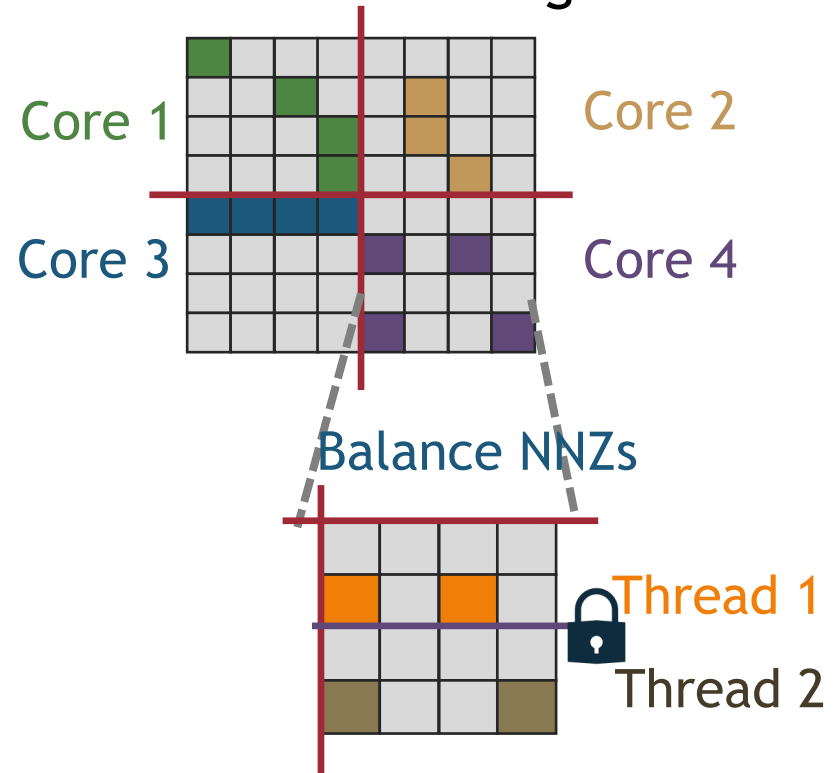 Core 1
Core 2
Core 3
Core 4
Balance NNZs
Thread 1
Thread 2